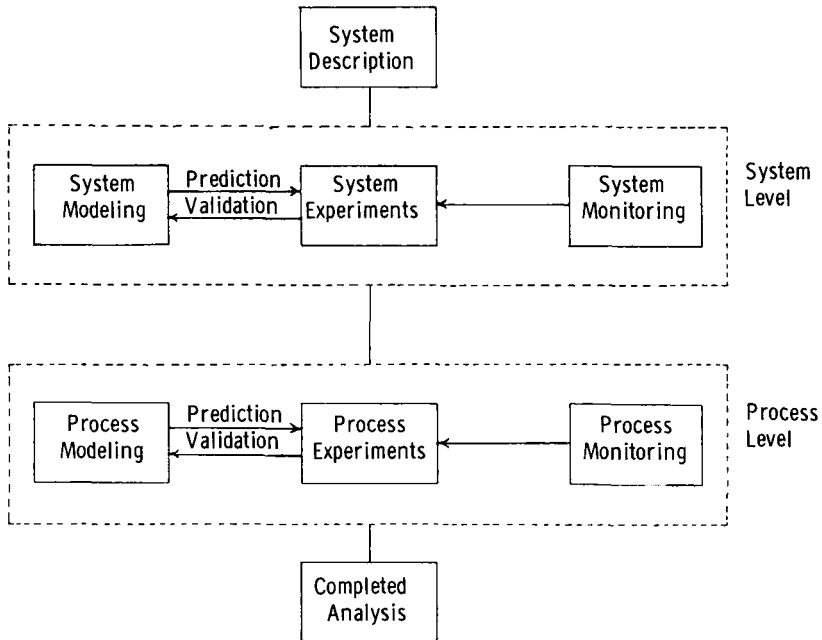 System
Description
System
Modeling
Prediction
Validation
System
Experiments
System
Monitoring
System
Level
Process
Modeling
Prediction
Validation
Process
Experiments
Process
Monitoring
Process
Level
Completed
Analysis